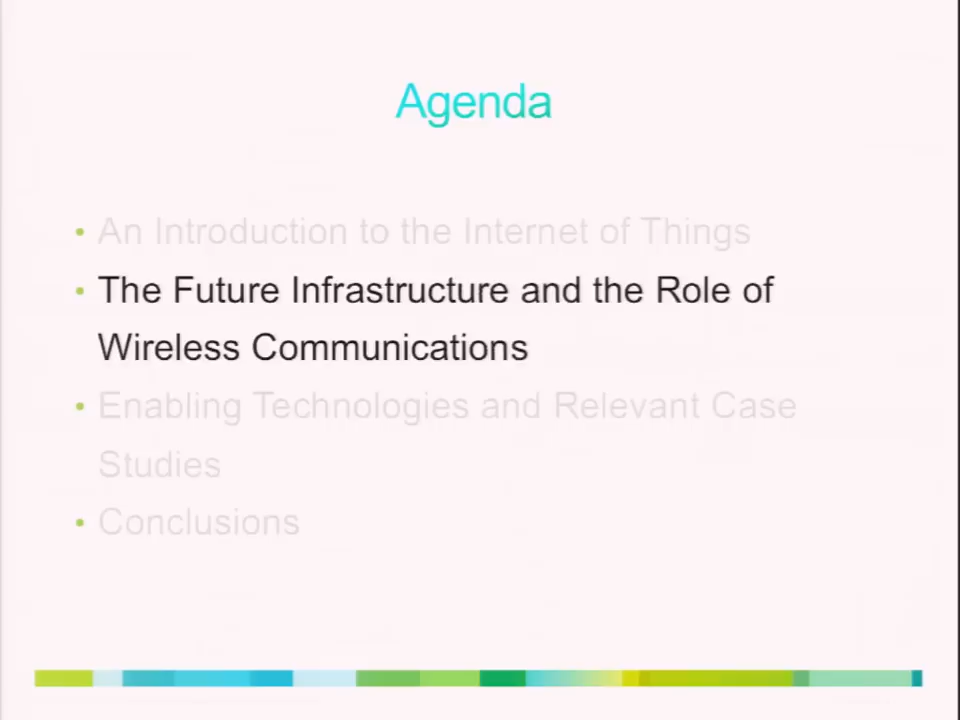 Agenda
• An Introduction to the Internet of Things
• The Future Infrastructure and the Role of
Wireless Communications
• Enabling Technologies and Relevant Case
Studies
• Conclusions